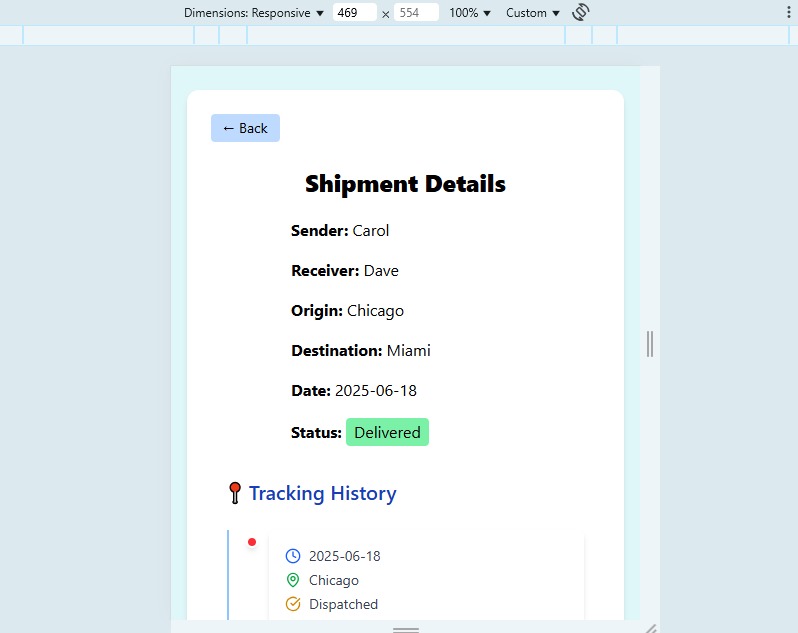 Dimensions: Responsive ▼ 469 × 554 100% ▼ Custom ▼
← Back
Shipment Details
Sender: Carol
Receiver: Dave
Origin: Chicago
Destination: Miami
Date: 2025-06-18
Status: Delivered
Tracking History
2025-06-18
Chicago
Dispatched